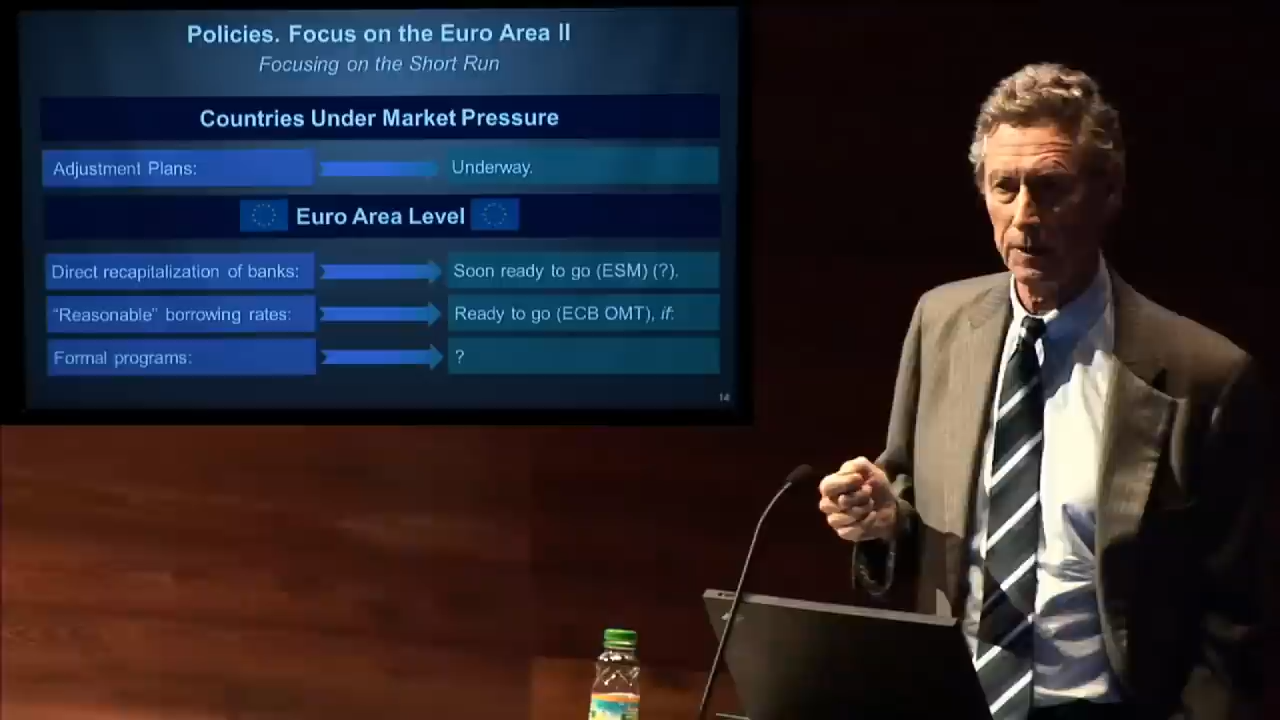 Policies. Focus on the Euro Area II
Focusing on the Short Run
Countries Under Market Pressure
Adjustment Plans:
Underway.
Euro Area Level
Direct recapitalization of banks:
Soon ready to go (ESM) (?).
“Reasonable” borrowing rates:
Ready to go (ECB OMT), if:
Formal programs:
?
14